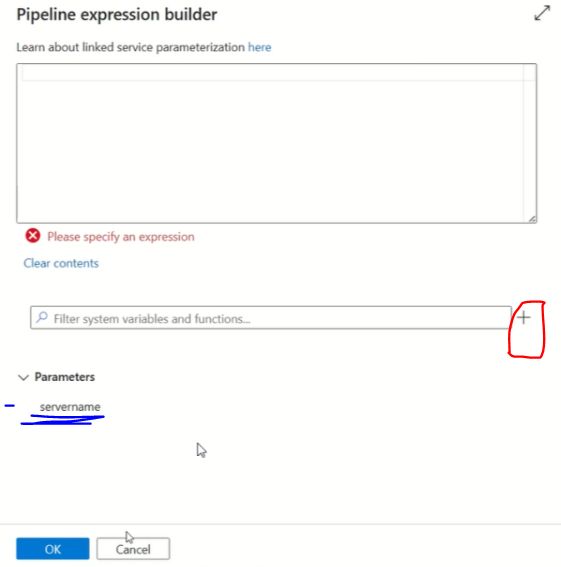 Pipeline expression builder
Learn about linked service parameterization here
Please specify an expression
Clear contents
Filter system variables and functions...
Parameters
servername
OK
Cancel